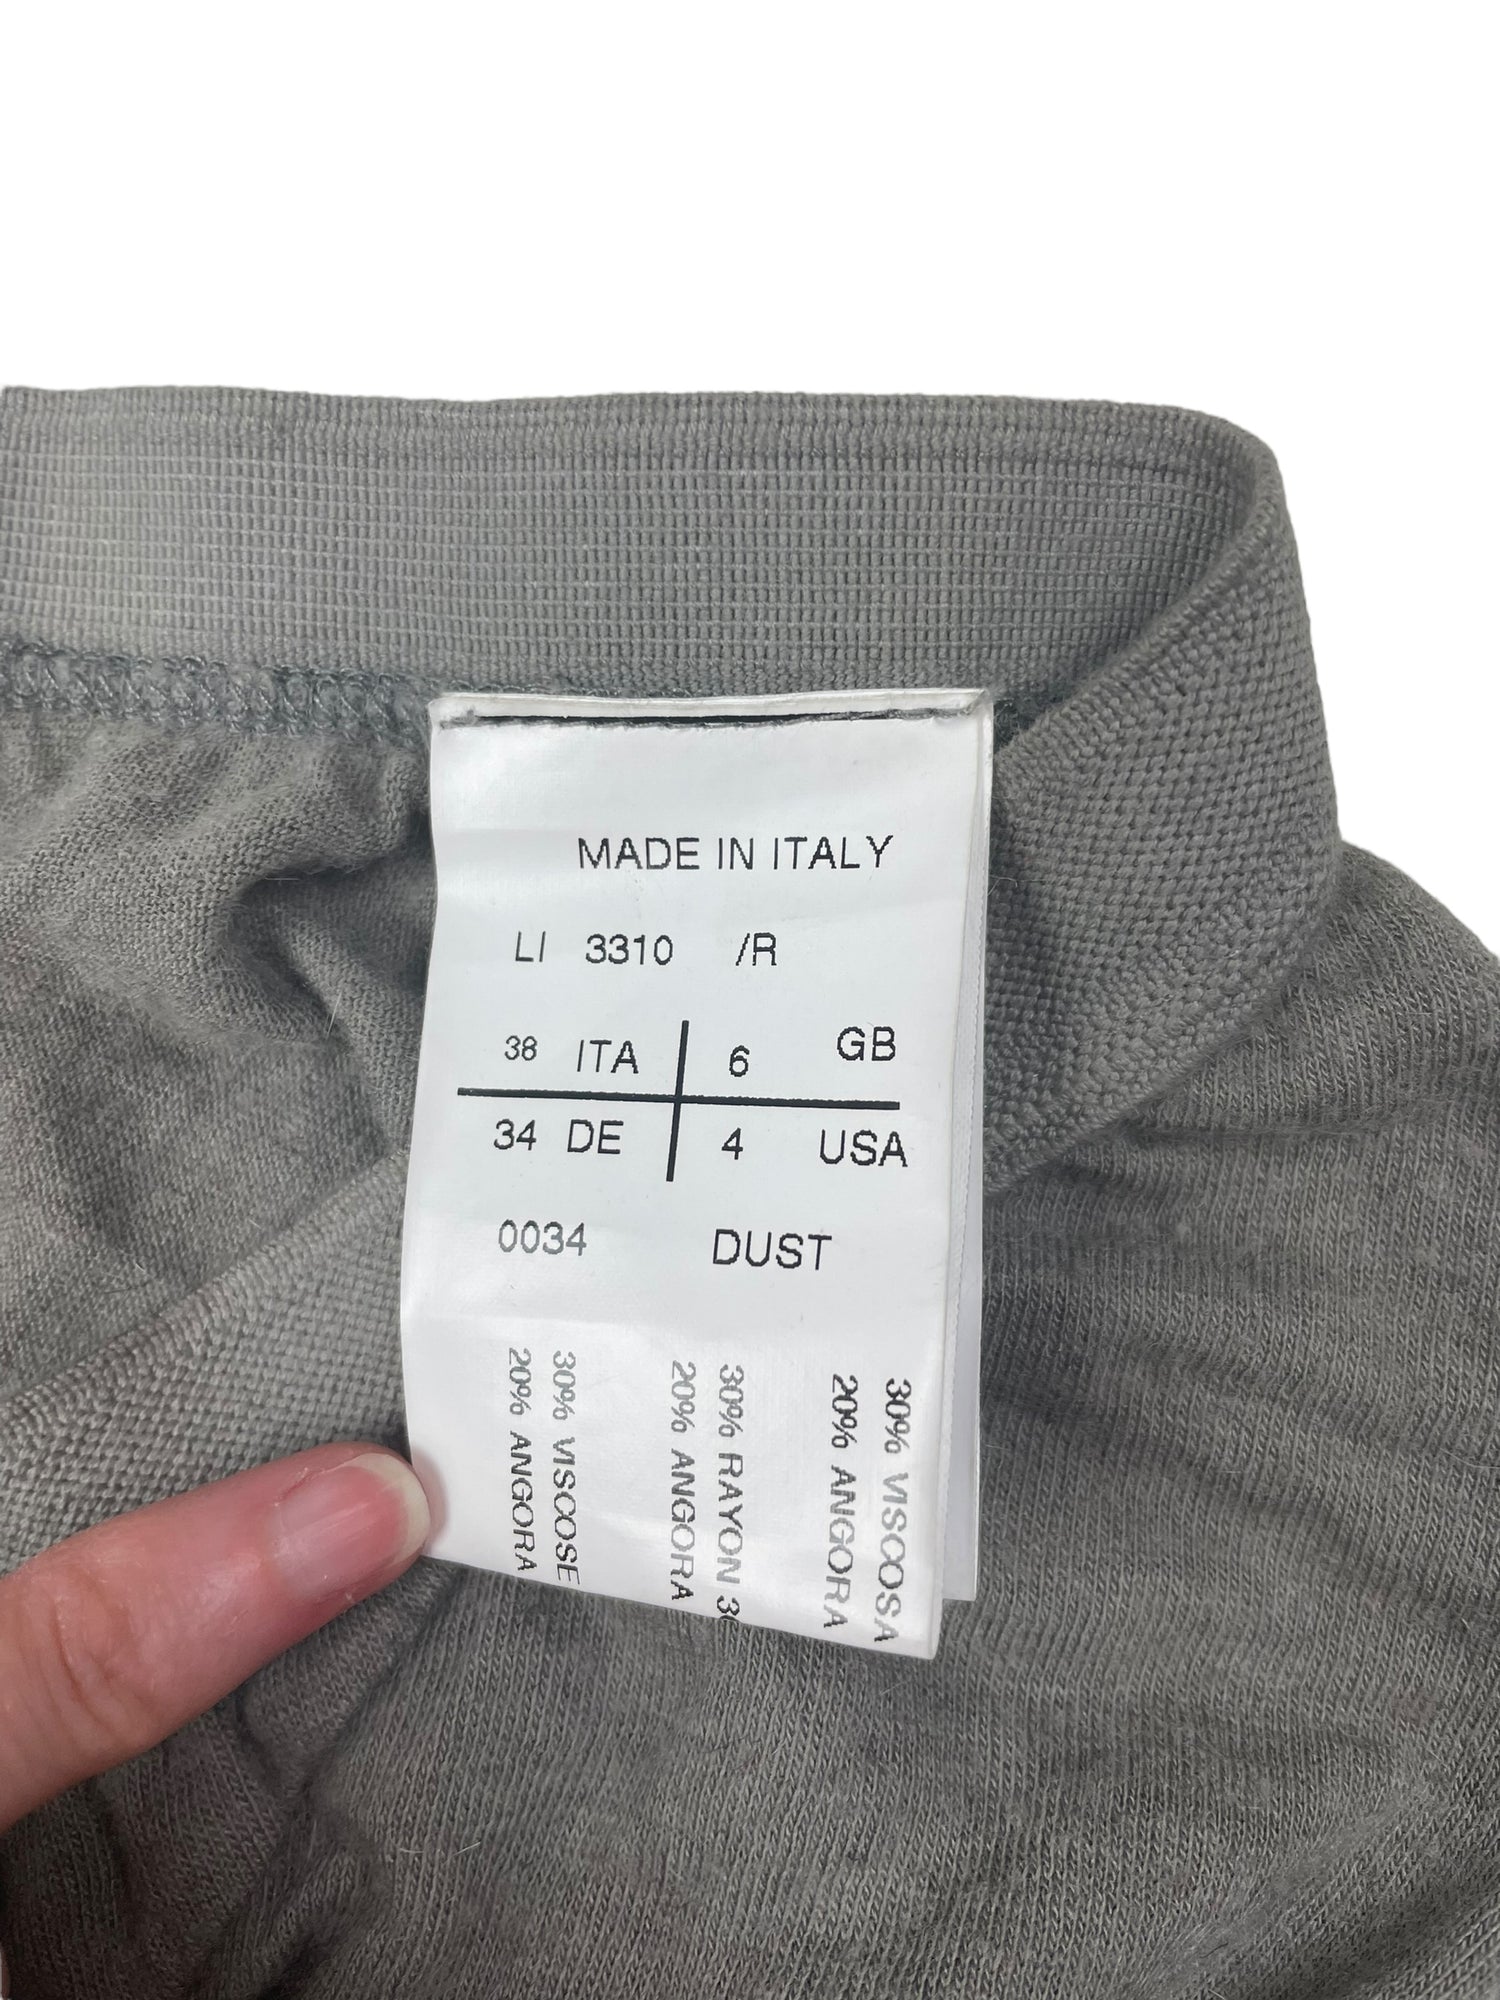 MADE IN ITALY
LI 3310 /R
38 ITA 6 GB
34 DE 4 USA
0034 DUST
30% VISCOSA
20% ANGORA
30% RAYON
20% ANGORA
30% VISCOSE
20% ANGORA